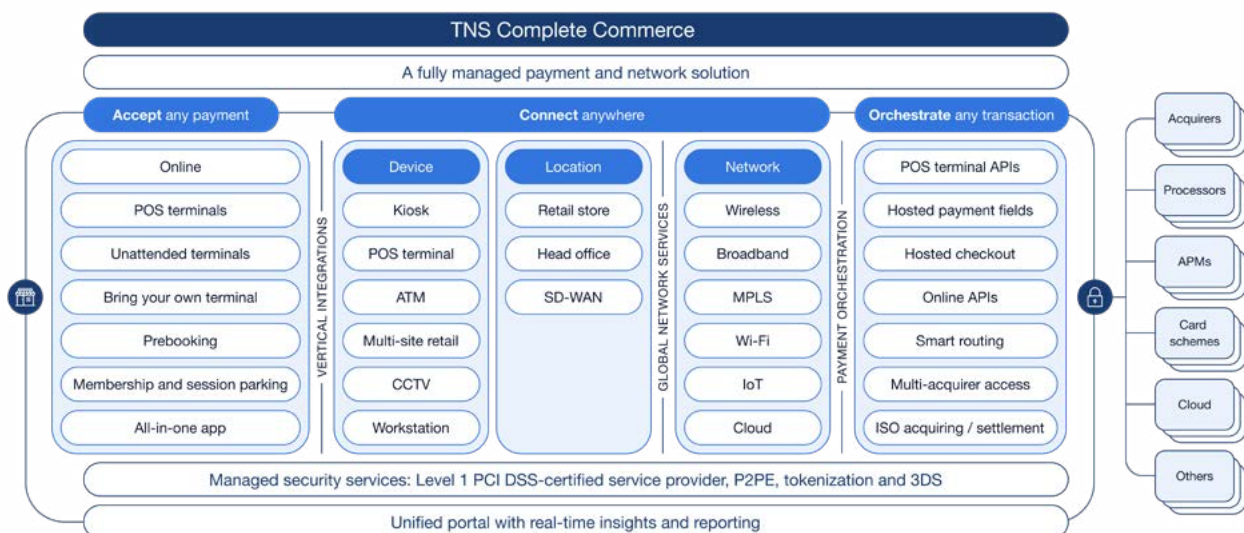 TNS Complete Commerce
A fully managed payment and network solution
Accept any payment
Online
POS terminals
Unattended terminals
Bring your own terminal
Prebooking
Membership and session parking
All-in-one app
VERTICAL INTEGRATIONS
Connect anywhere
Device
Kiosk
POS terminal
ATM
Multi-site retail
CCTV
Workstation
Location
Retail store
Head office
SD-WAN
GLOBAL NETWORK SERVICES
Network
Wireless
Broadband
MPLS
Wi-Fi
IoT
Cloud
PAYMENT ORCHESTRATION
Orchestrate any transaction
POS terminal APIs
Hosted payment fields
Hosted checkout
Online APIs
Smart routing
Multi-acquirer access
ISO acquiring / settlement
Acquirers
Processors
APMs
Card
schemes
Cloud
Others
Managed security services: Level 1 PCI DSS-certified service provider, P2PE, tokenization and 3DS
Unified portal with real-time insights and reporting